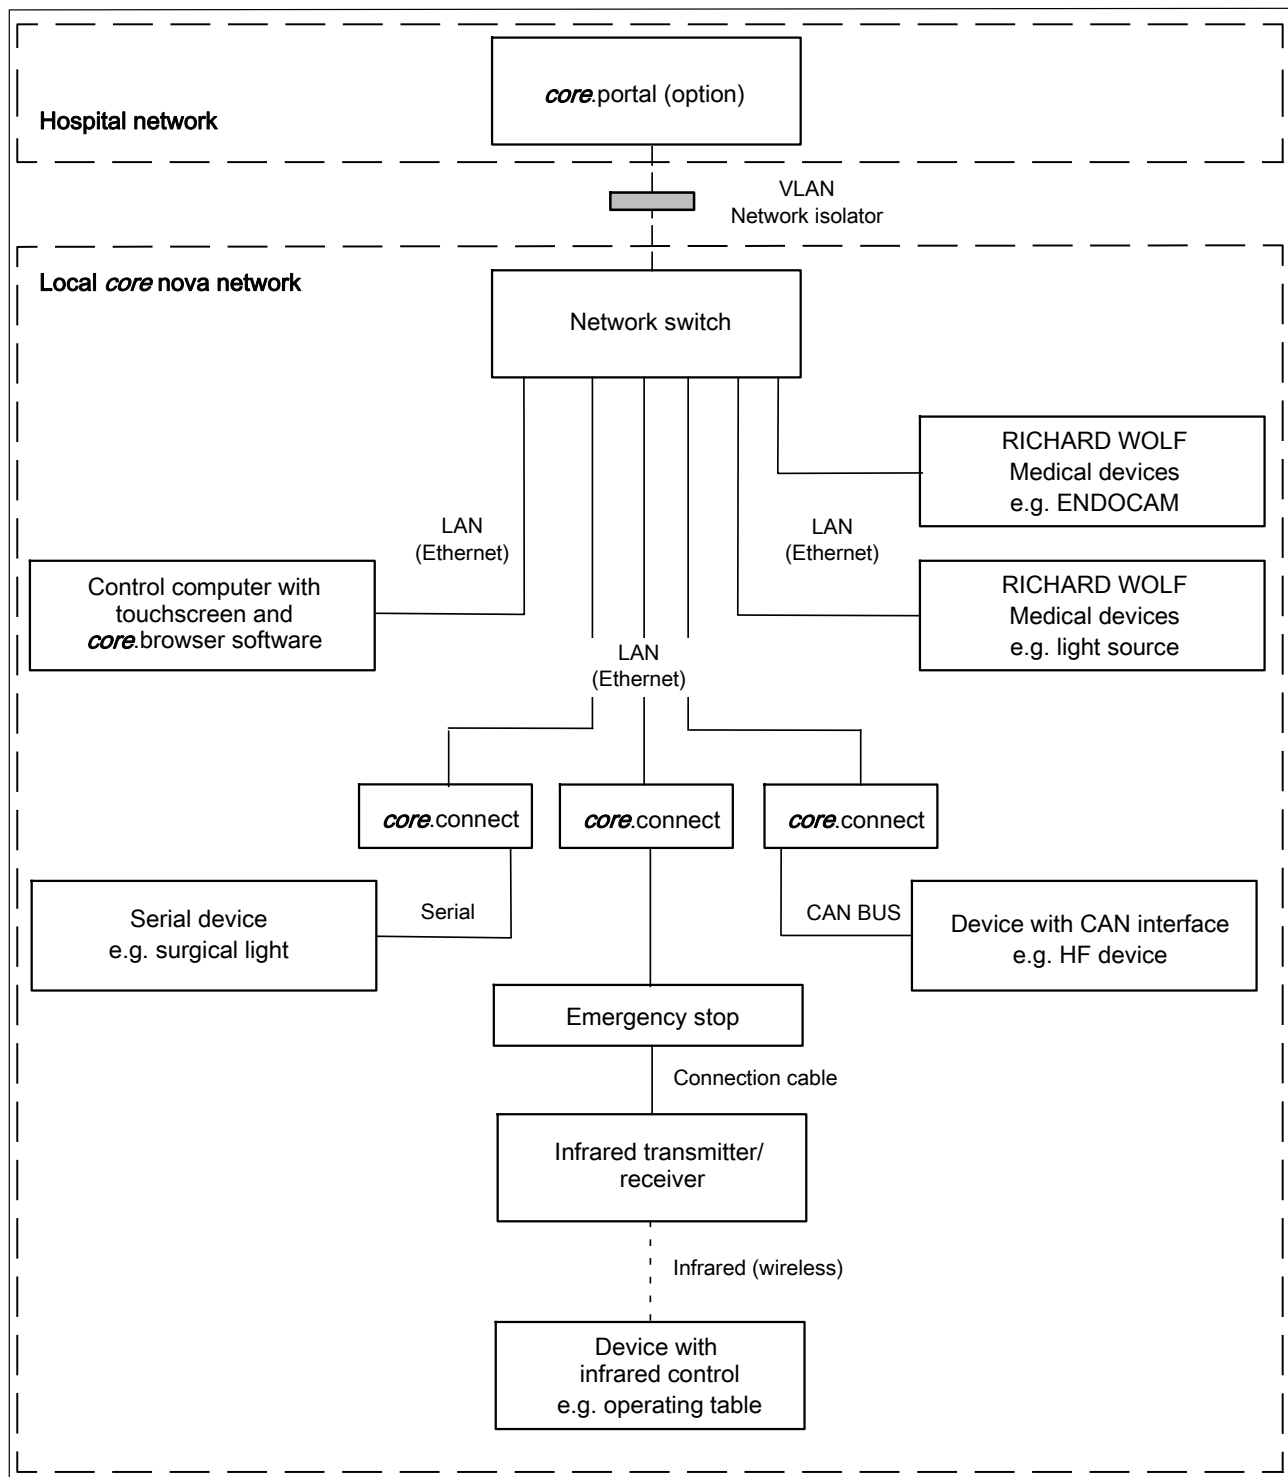 core.portal (option)
Hospital network
VLAN
Network isolator
Local core nova network
Network switch
RICHARD WOLF
Medical devices
e.g. ENDOCAM
LAN
(Ethernet)
LAN
(Ethernet)
Control computer with
touchscreen and
core.browser software
RICHARD WOLF
Medical devices
e.g. light source
LAN
(Ethernet)
core.connect
core.connect
core.connect
Serial device
e.g. surgical light
Serial
CAN BUS
Device with CAN interface
e.g. HF device
Emergency stop
Connection cable
Infrared transmitter/
receiver
Infrared (wireless)
Device with
infrared control
e.g. operating table